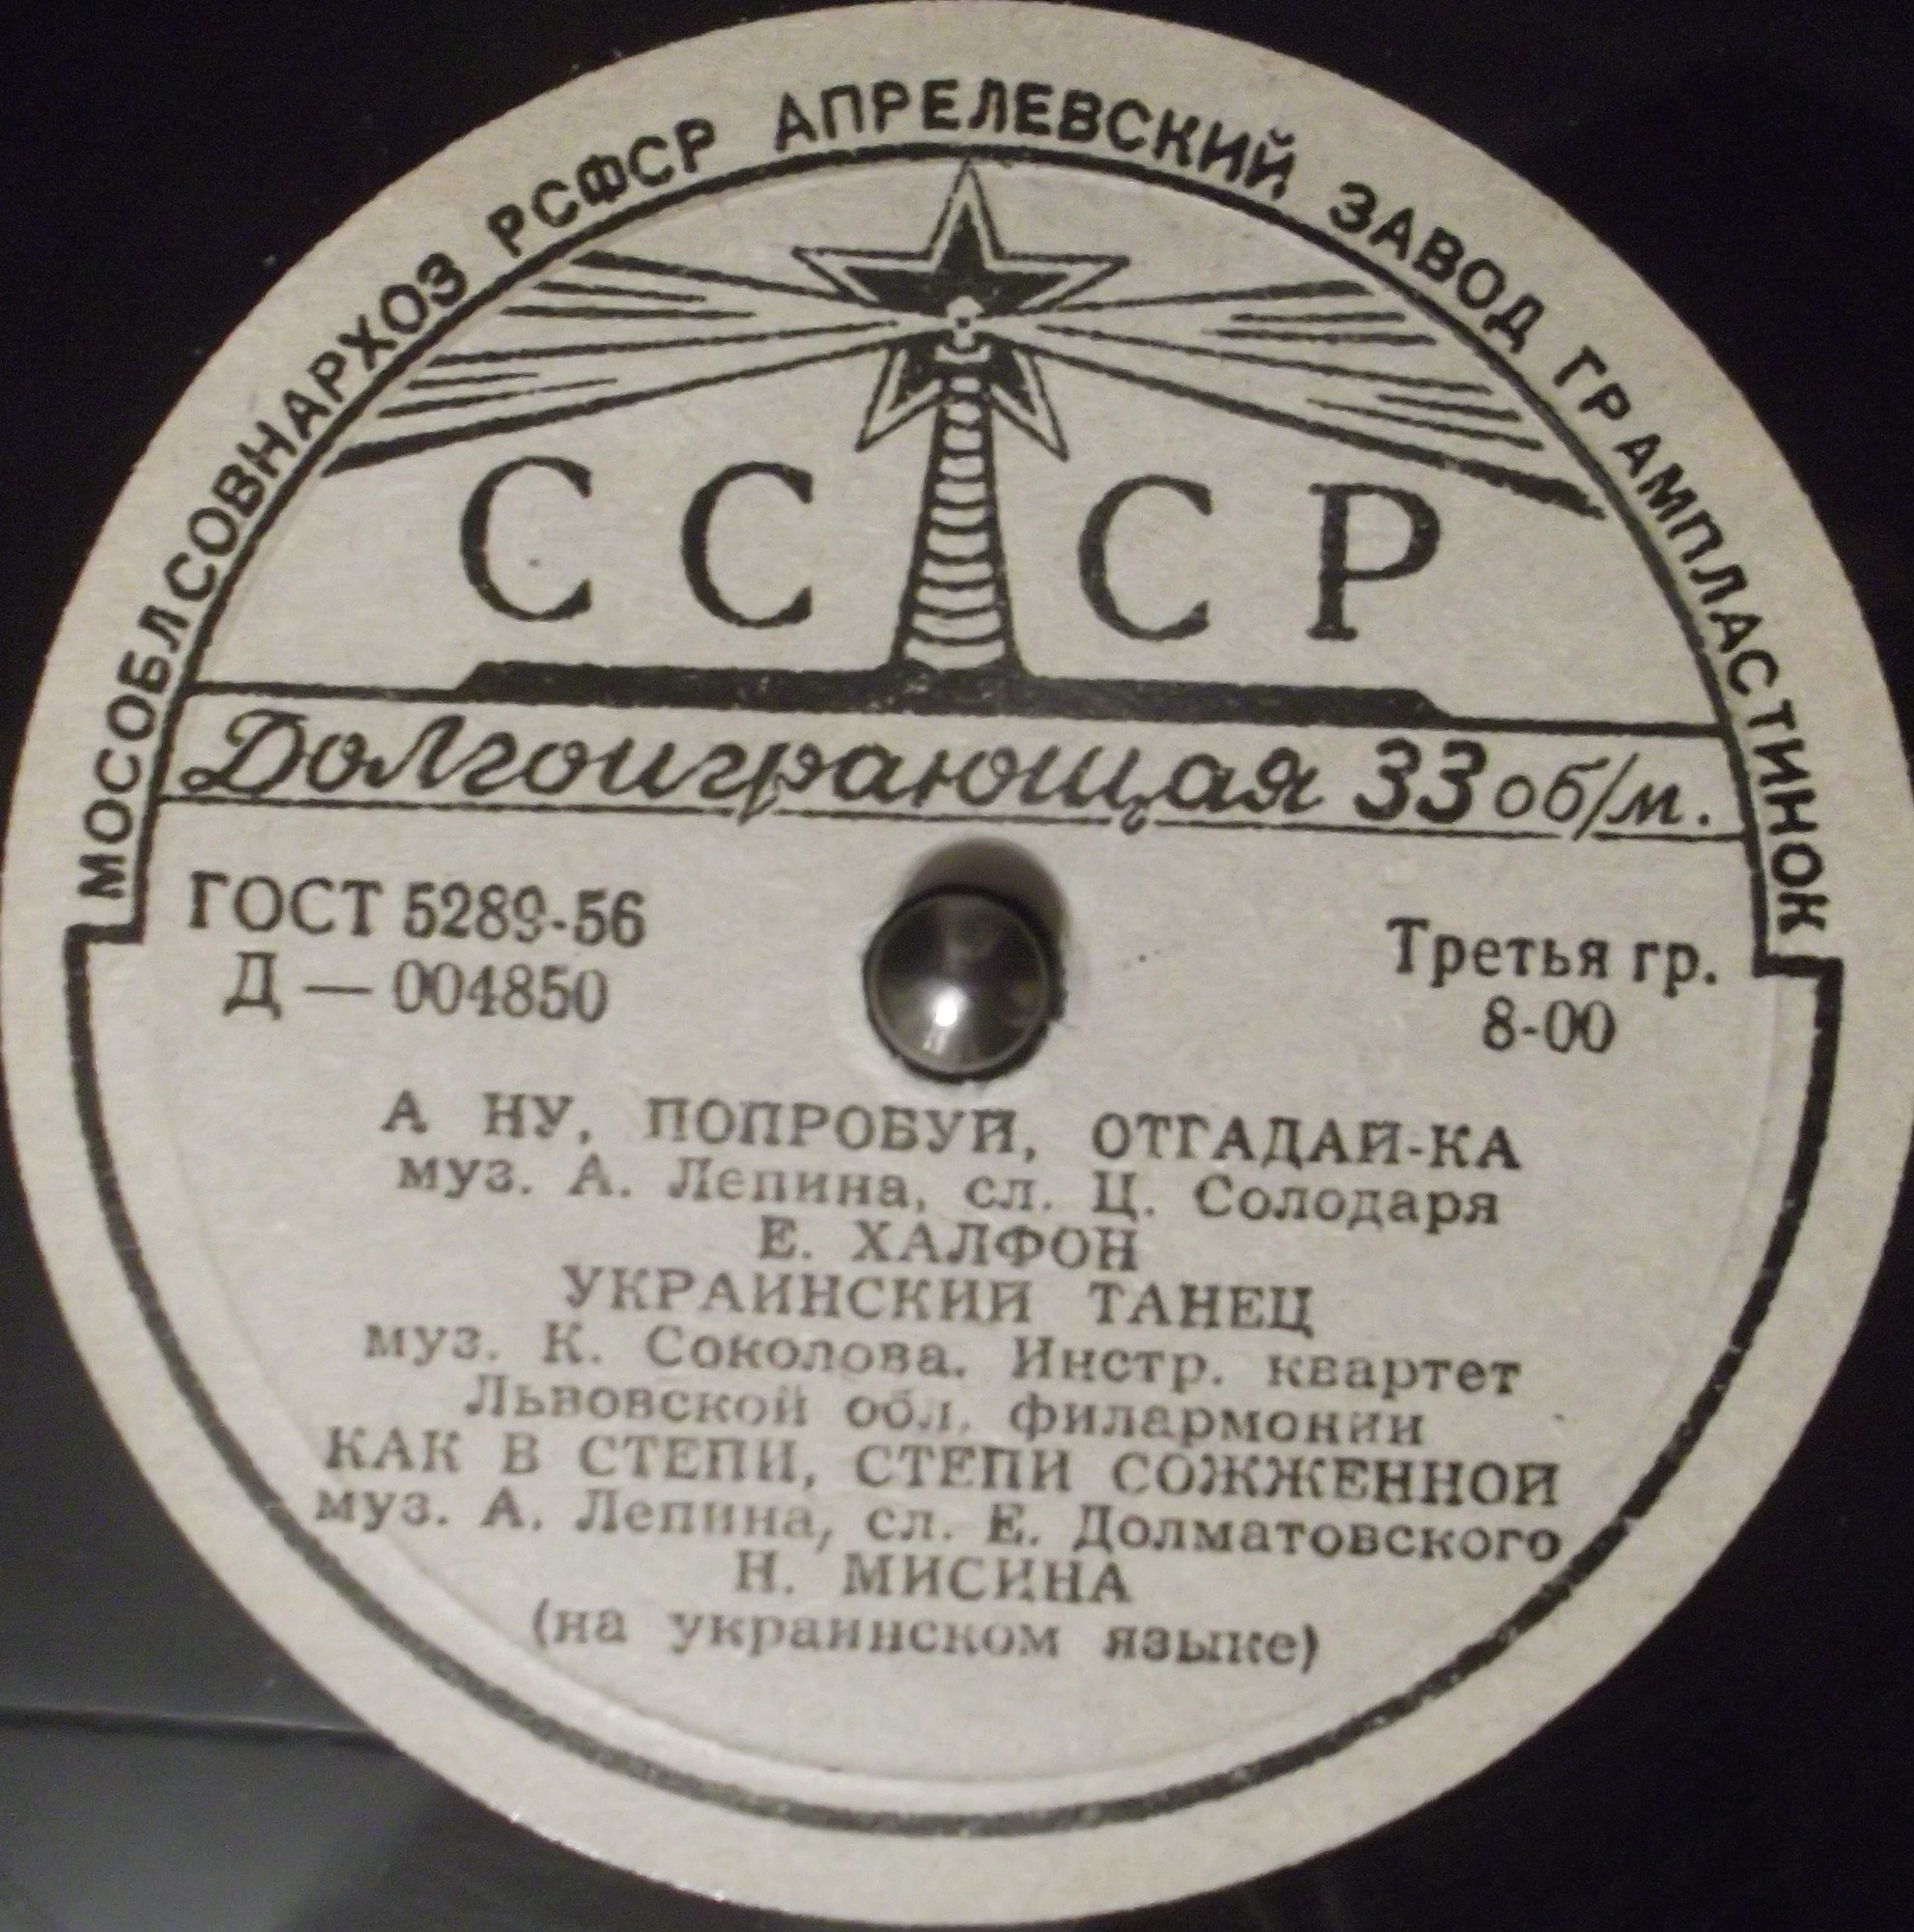 МОСОБЛСОВНАРХОЗ РСФСР АПРЕЛЕВСКИЙ ЗАВОД ГРАМПЛАСТИНОК
СССР
Долгоиграющая 33 об/м.
ГОСТ 5289-56
Д — 004850
Третья гр.
8-00
А НУ, ПОПРОБУЙ, ОТГАДАЙ-КА
муз. А. Лепина, сл. Ц. Солодаря
Е. ХАЛФОН
УКРАИНСКИЙ ТАНЕЦ
муз. К. Соколова. Инстр. квартет
Львовской обл. филармонии
КАК В СТЕПИ, СТЕПИ СОЖЖЕННОЙ
муз. А. Лепина, сл. Е. Долматовского
Н. МИСИНА
(на украинском языке)